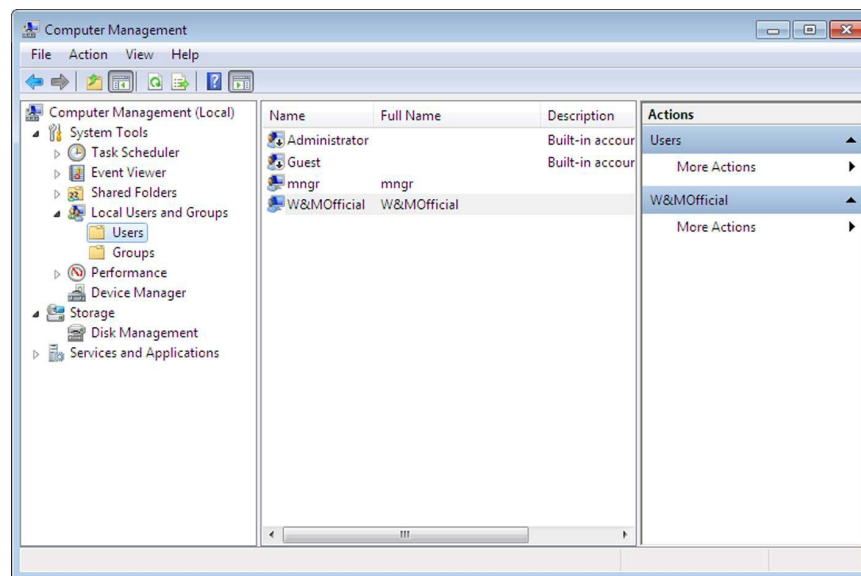 Computer Management
File Action View Help
Computer Management (Local)
System Tools
Task Scheduler
Event Viewer
Shared Folders
Local Users and Groups
Users
Groups
Performance
Device Manager
Storage
Disk Management
Services and Applications
Name Full Name Description
Administrator Built-in accour
Guest Built-in accour
mngr mngr
W&MOfficial W&MOfficial
Actions
Users
More Actions
W&MOfficial
More Actions